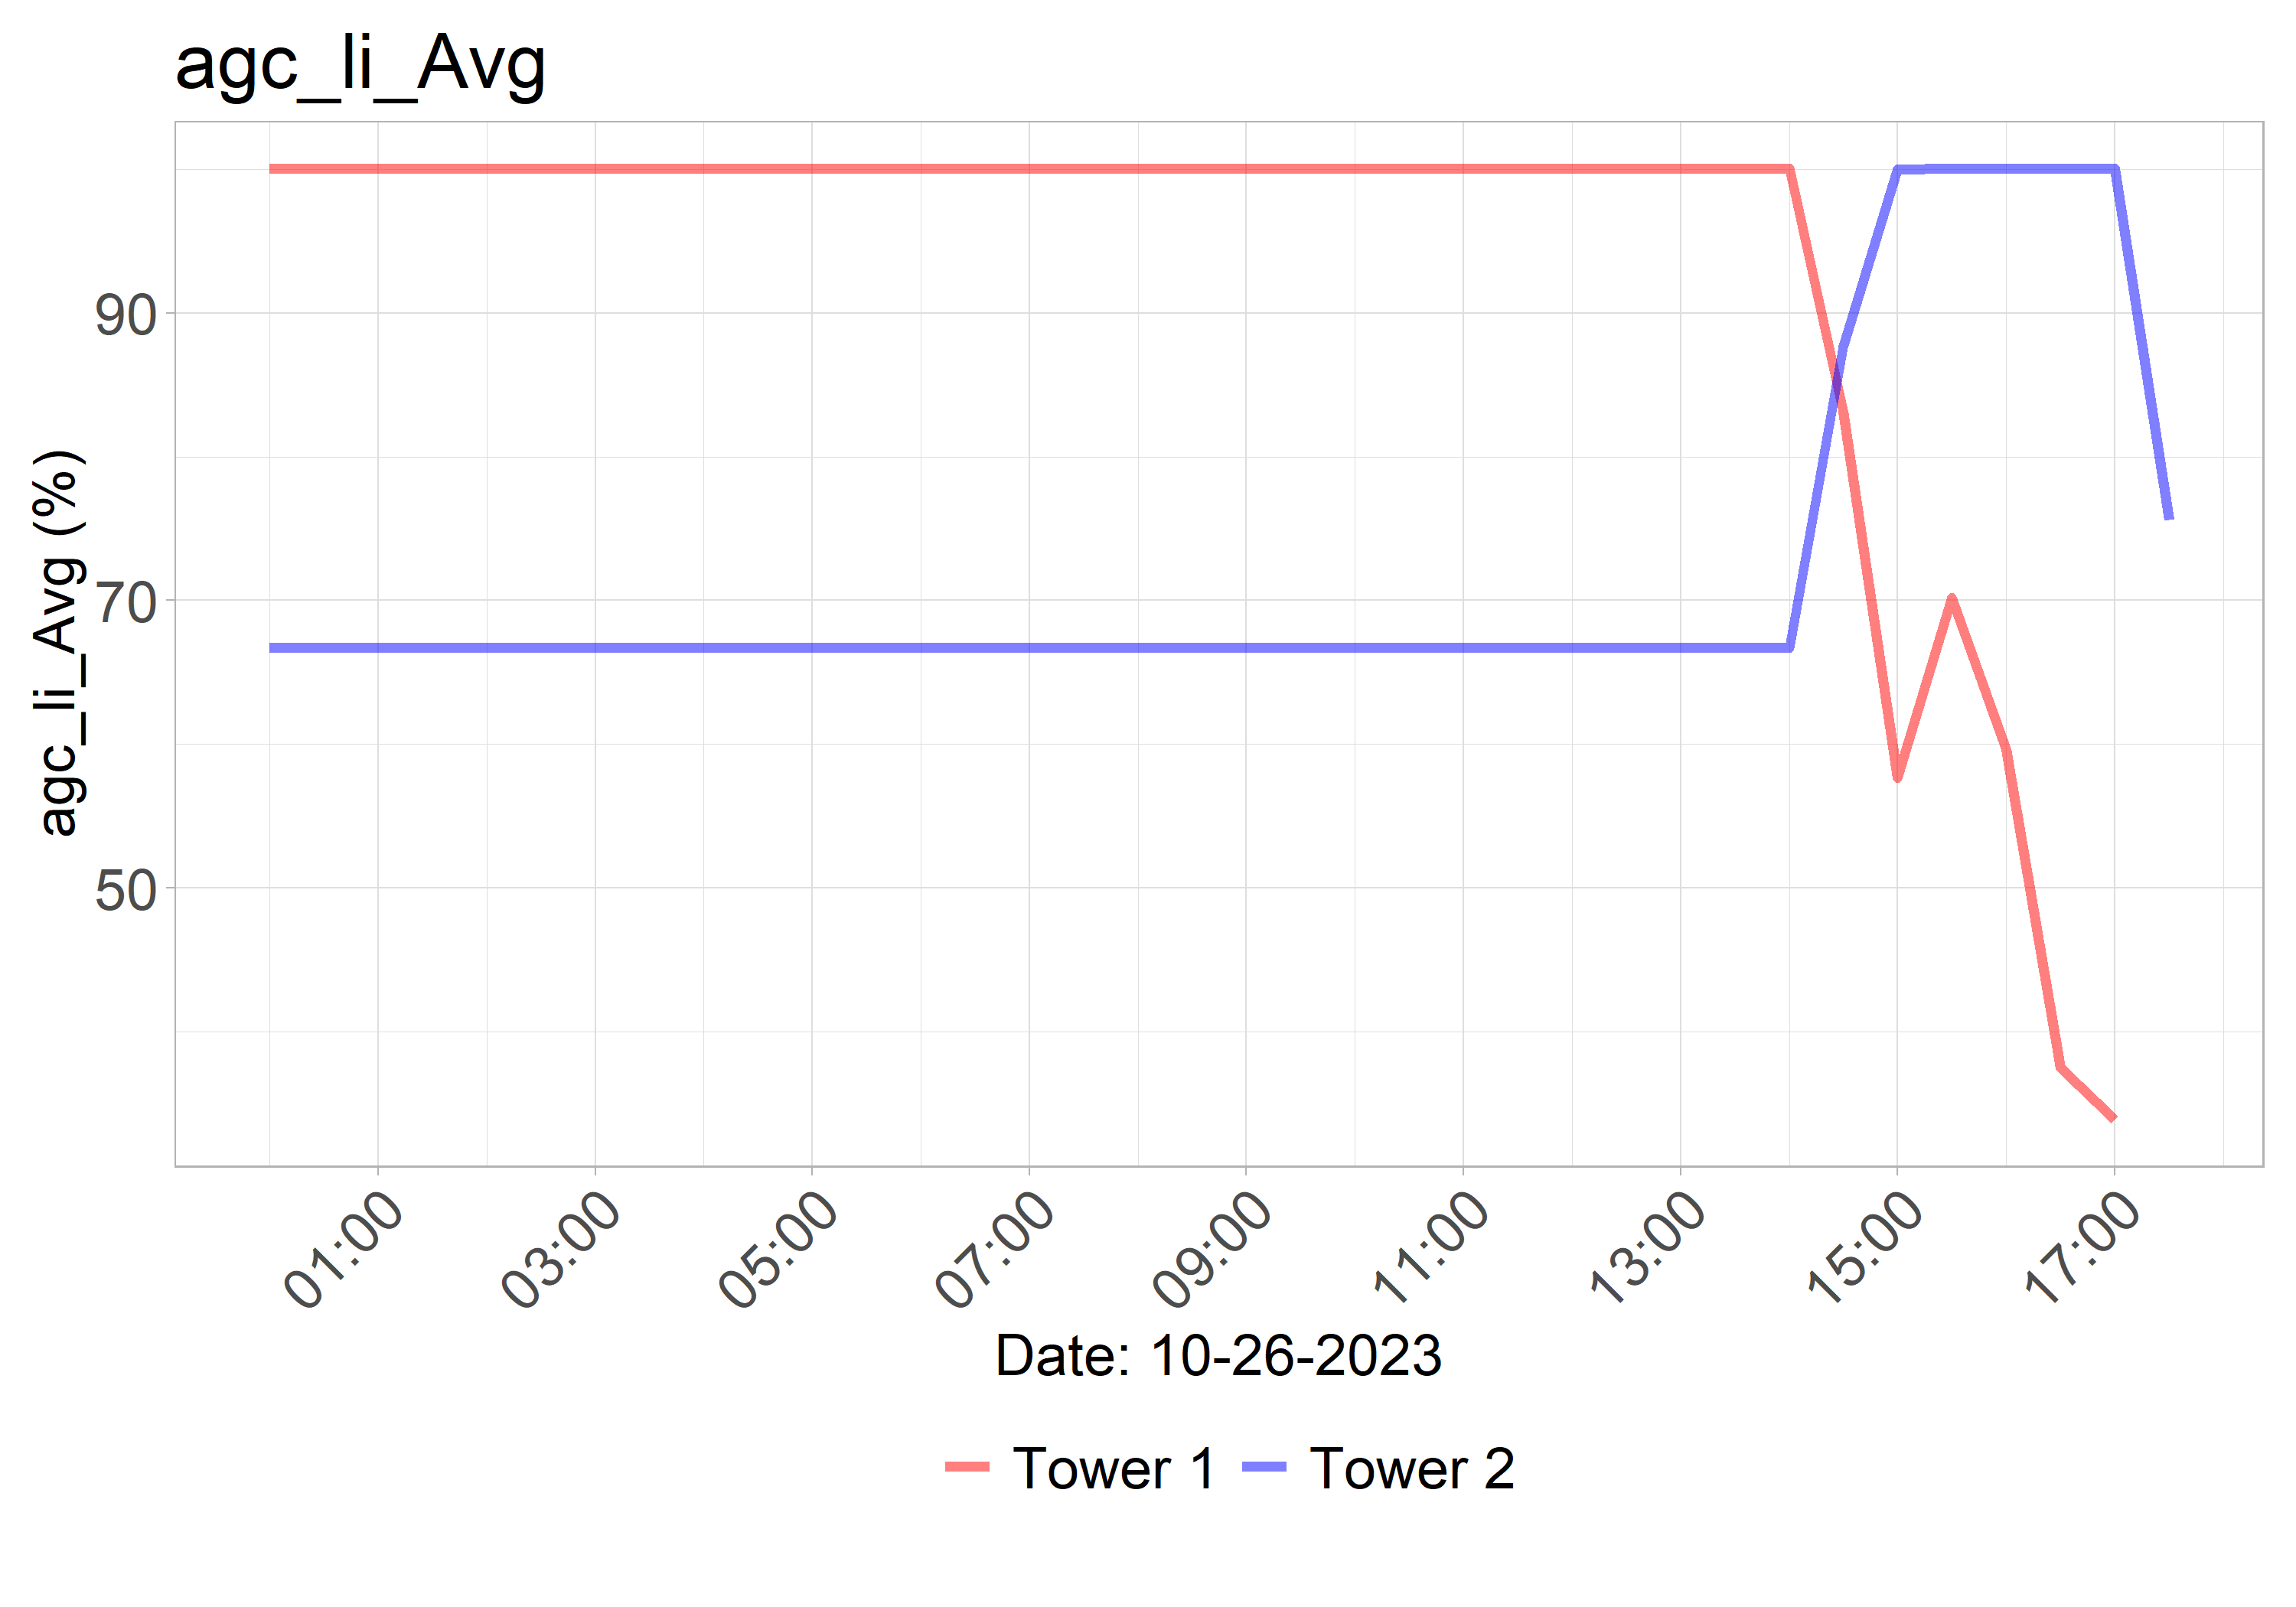 agc_li_Avg
agc_li_Avg (%)
90
70
50
01:00 03:00 05:00 07:00 09:00 11:00 13:00 15:00 17:00
Date: 10-26-2023
Tower 1 Tower 2